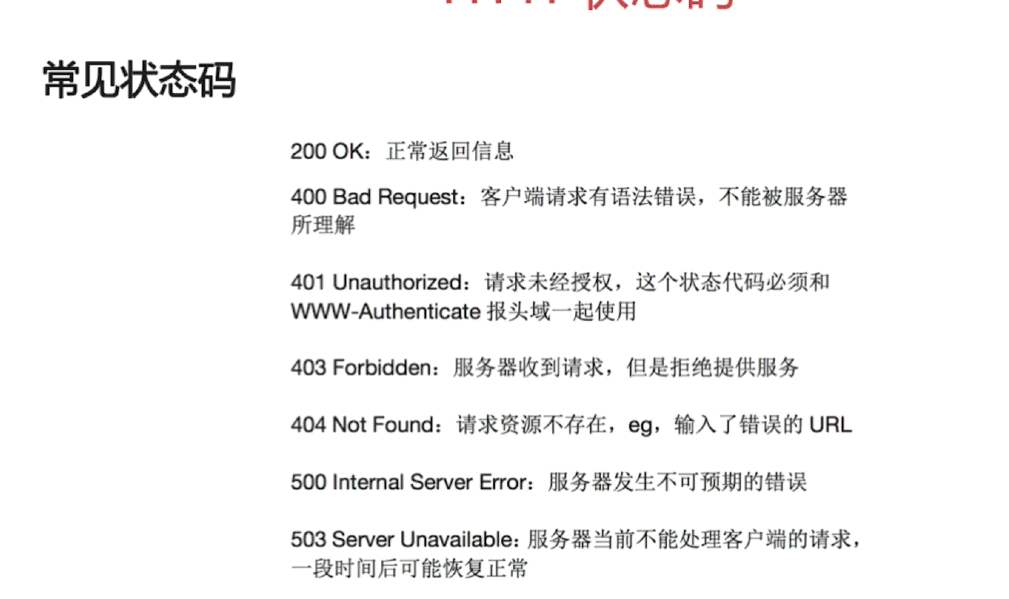 常见状态码
200 OK：正常返回信息
400 Bad Request：客户端请求有语法错误，不能被服务器
所理解
401 Unauthorized：请求未经授权，这个状态代码必须和
WWW-Authenticate 报头域一起使用
403 Forbidden：服务器收到请求，但是拒绝提供服务
404 Not Found：请求资源不存在，eg，输入了错误的 URL
500 Internal Server Error：服务器发生不可预期的错误
503 Server Unavailable：服务器当前不能处理客户端的请求，
一段时间后可能恢复正常